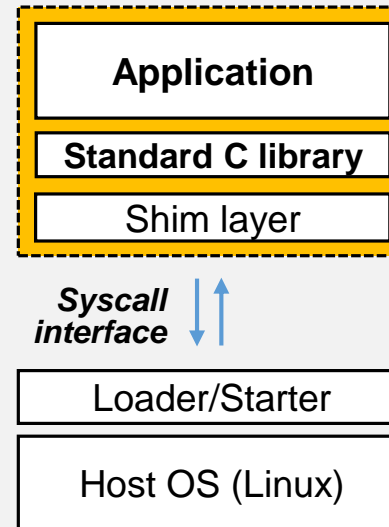 Application
Standard C library
Shim layer
Syscall
interface
Loader/Starter
Host OS (Linux)